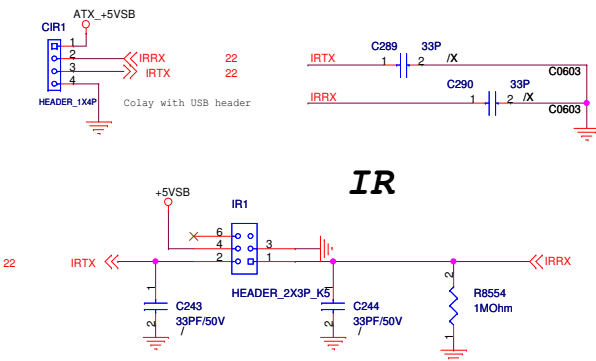 ATX_+5VSB
CIR1
1
2
3
4
IRRX
22
IRTX
22
HEADER_1X4P
Colay with USB header
IRTX
C289
33P
1
2
/X
C0603
IRRX
C290
33P
1
2
/X
C0603
IR
+5VSB
IR1
6
4
3
2
1
22
IRTX
IRRX
HEADER_2X3P_K5
1
C243
33PF/50V
2
/
1
C244
33PF/50V
2
/
2
R8554
1MOhm
1